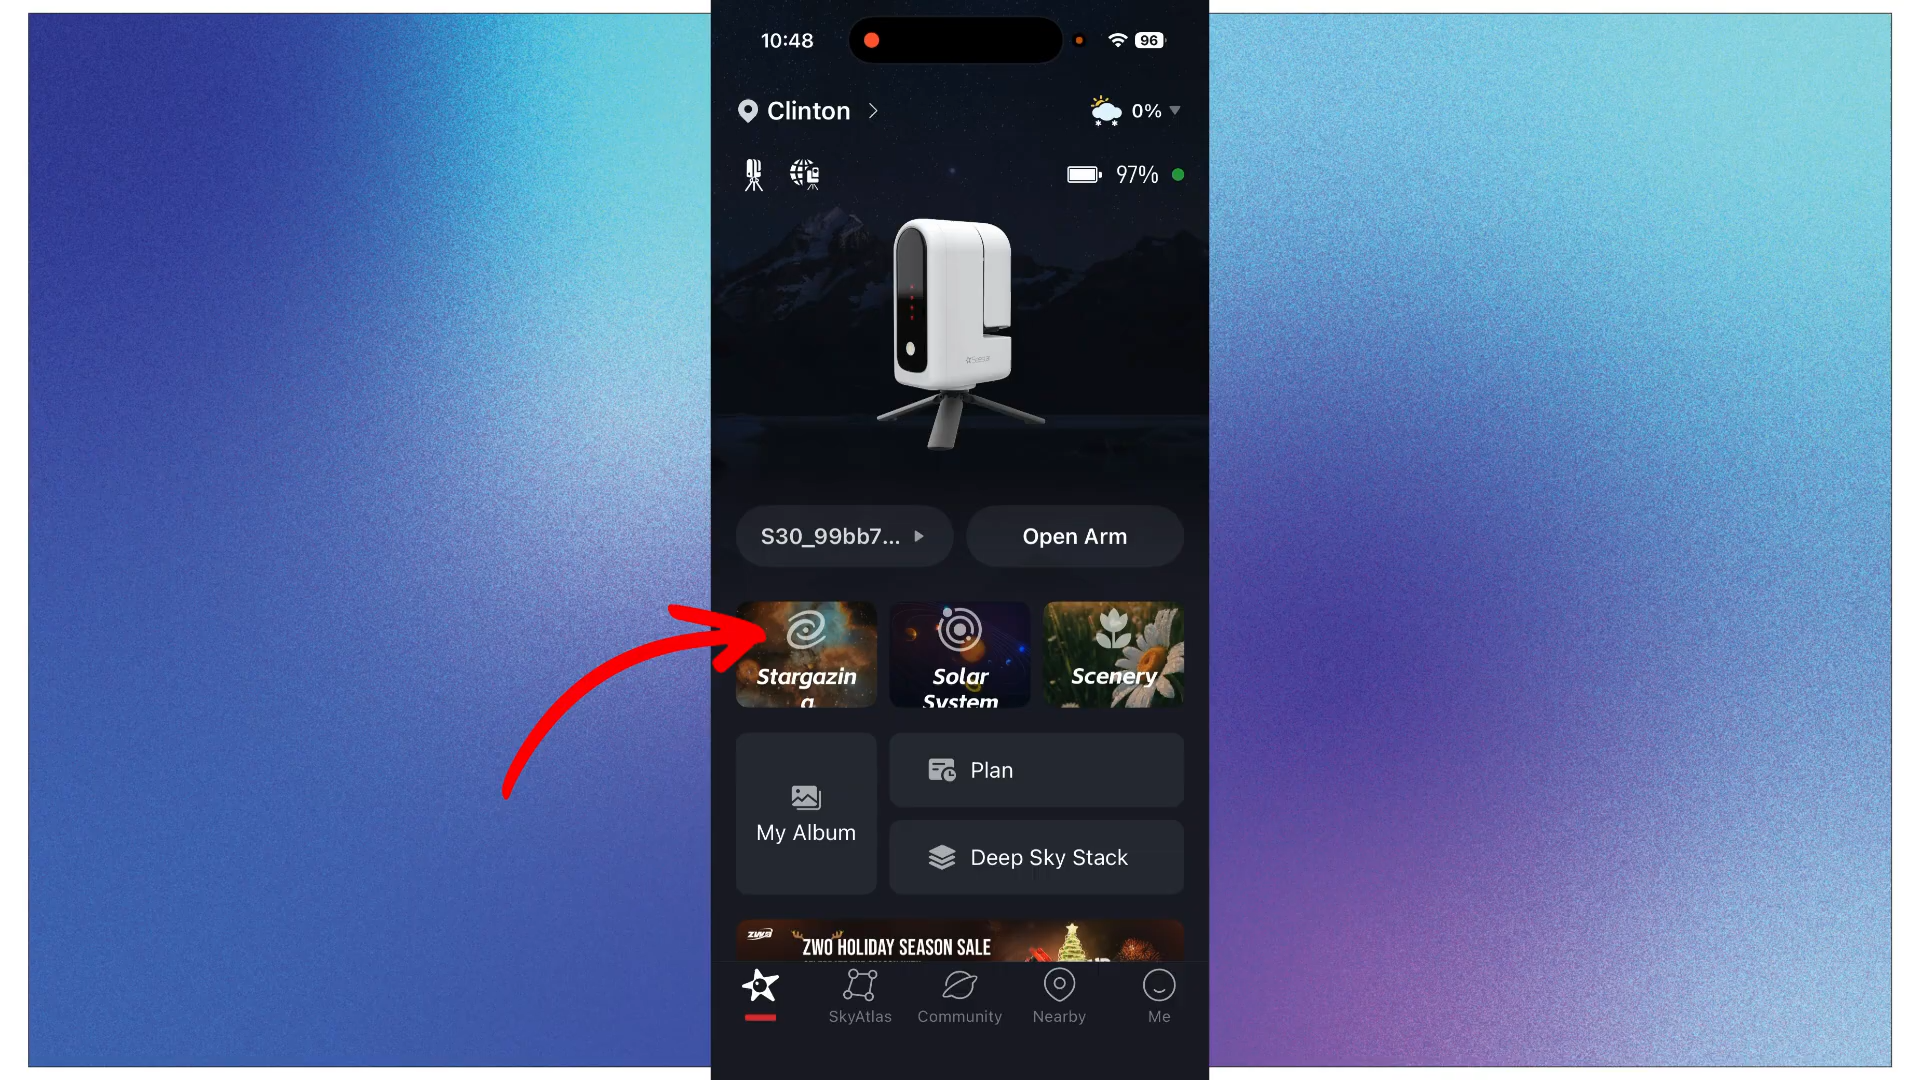 10:48
96
Clinton
0%
97%
S30_99bb7...
Open Arm
Stargazin
g
Solar
System
Scenery
My Album
Plan
Deep Sky Stack
ZWO
ZWO HOLIDAY SEASON SALE
SkyAtlas
Community
Nearby
Me